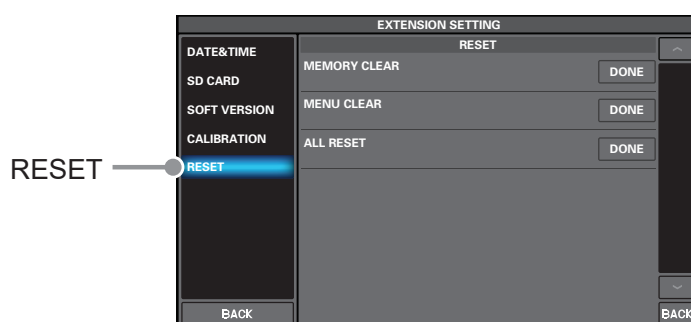 EXTENSION SETTING
RESET
DATE&TIME
SD CARD
SOFT VERSION
CALIBRATION
RESET
BACK
MEMORY CLEAR DONE
MENU CLEAR DONE
ALL RESET DONE
BACK
RESET